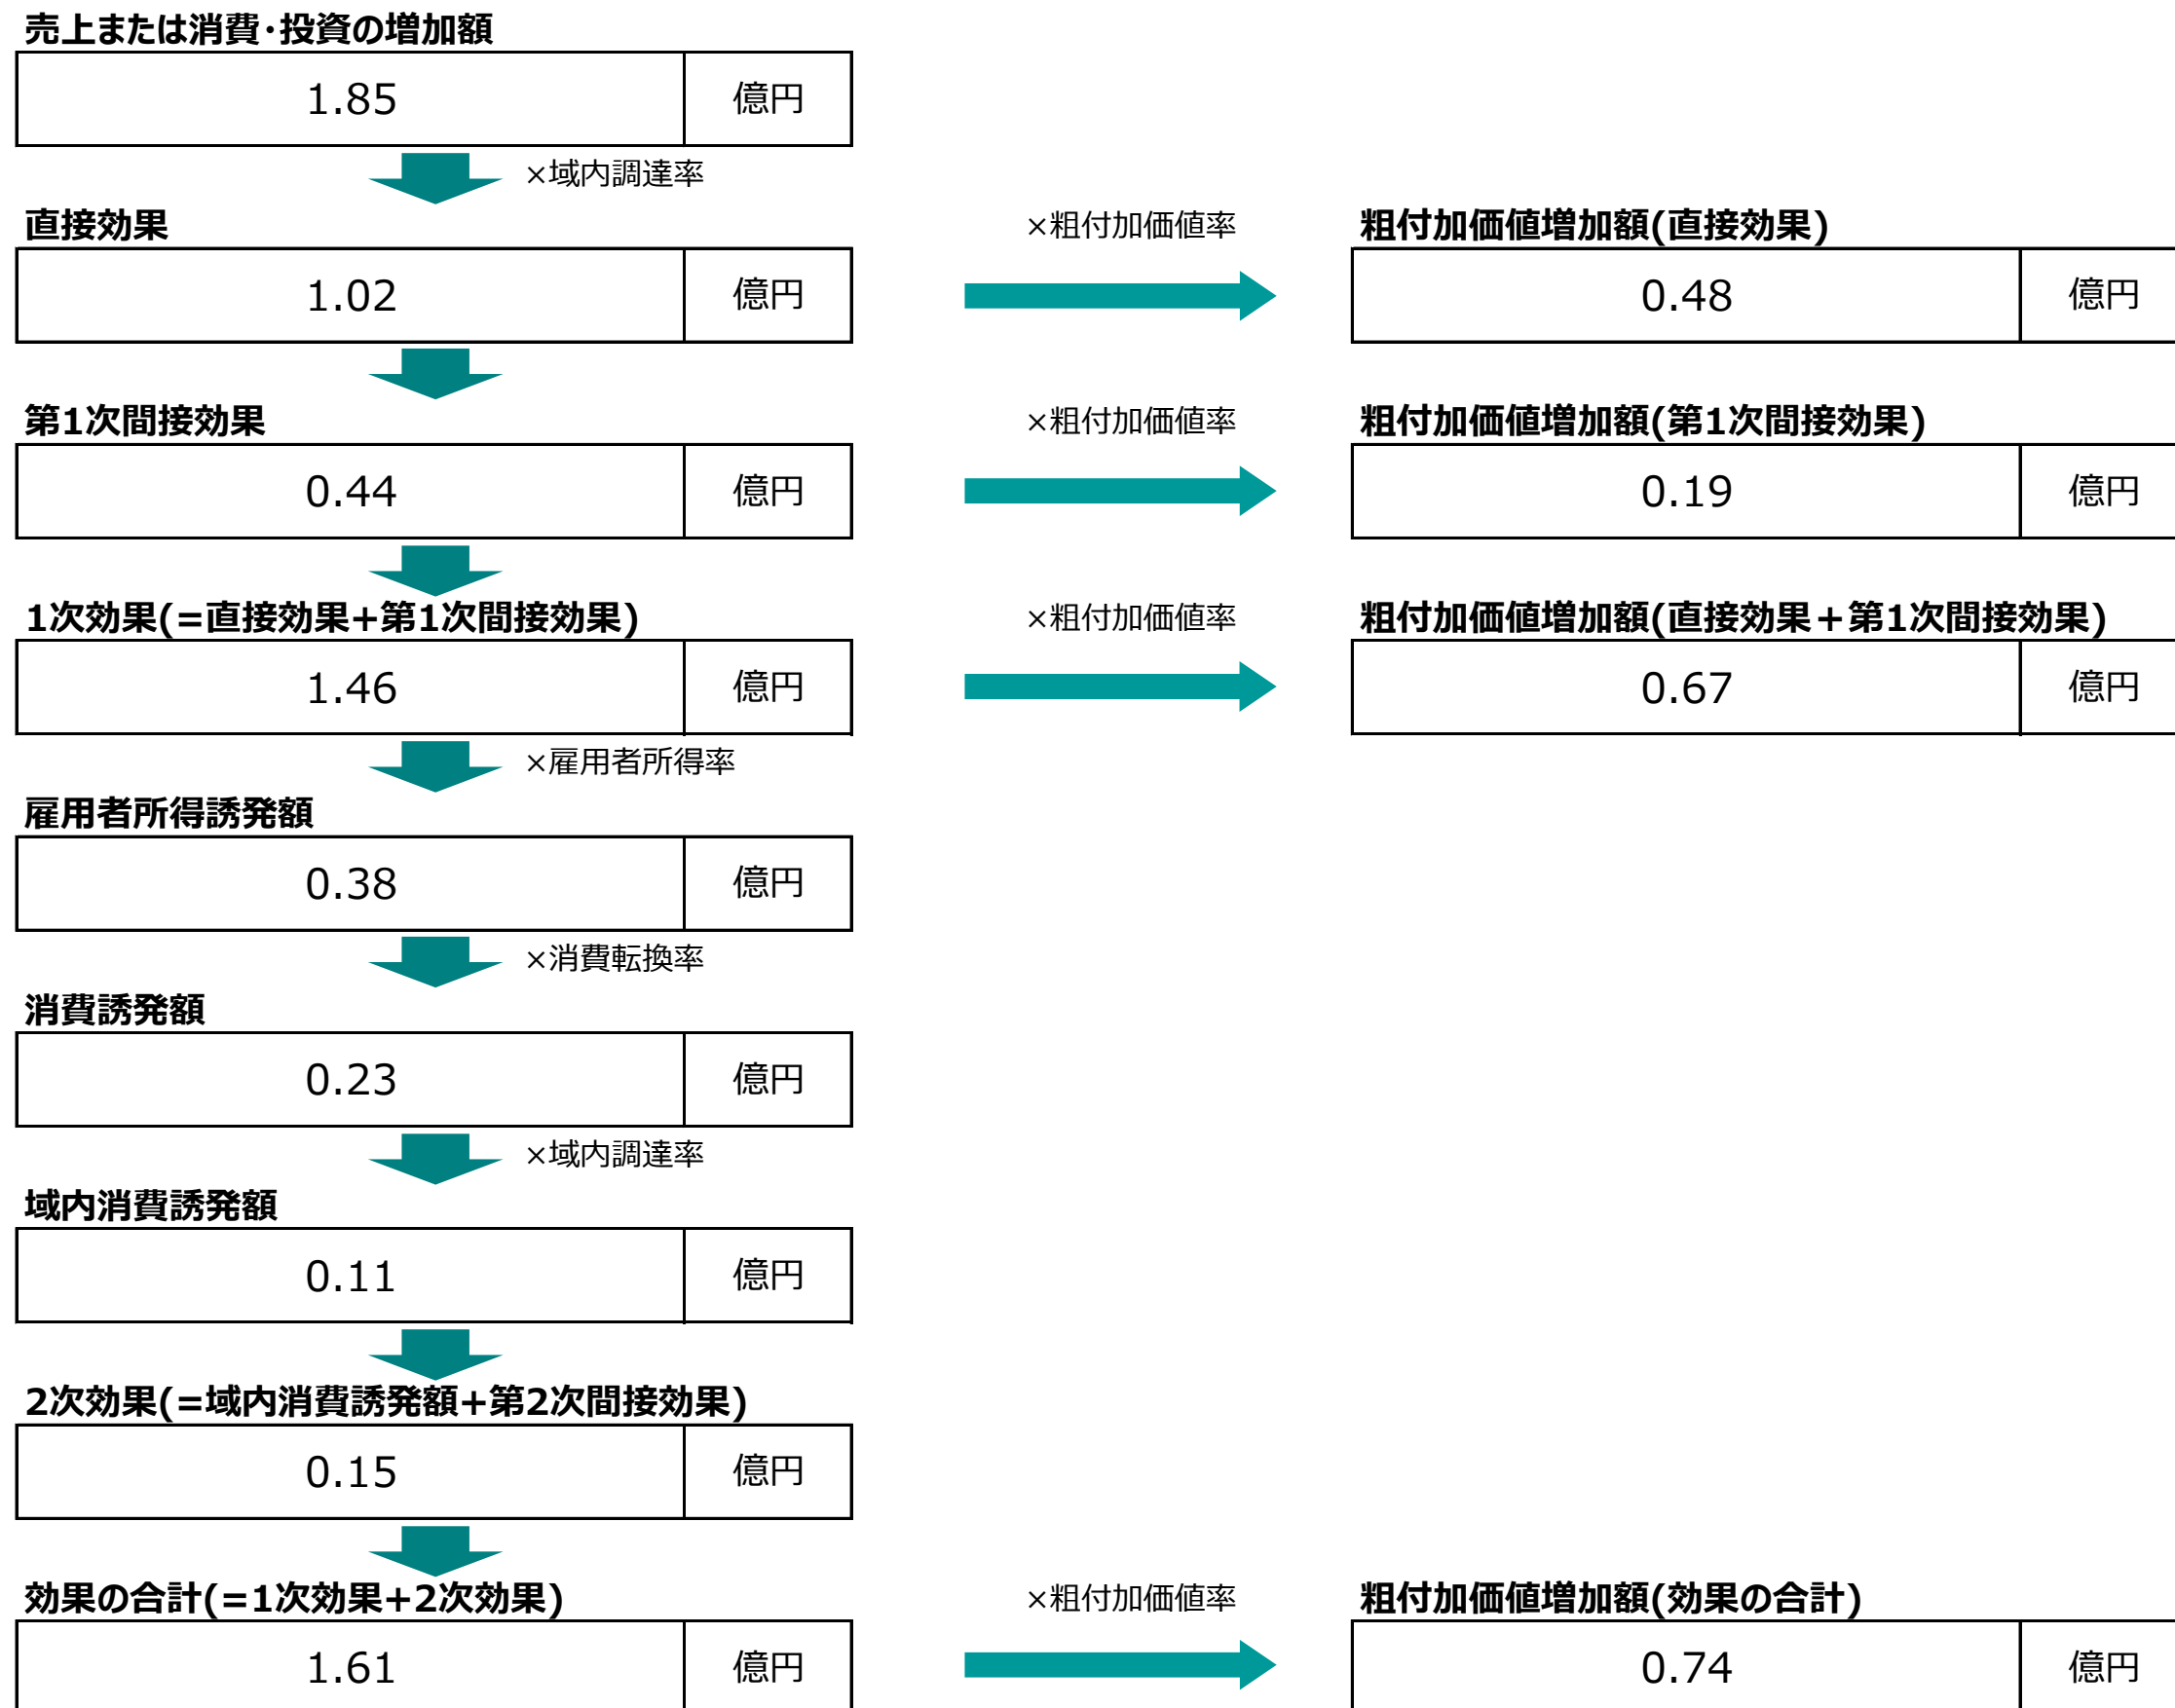 売上または消費･投資の増加額
1.85 億円
×域内調達率
直接効果
1.02 億円
×粗付加価値率
粗付加価値増加額(直接効果)
0.48 億円
第1次間接効果
0.44 億円
×粗付加価値率
粗付加価値増加額(第1次間接効果)
0.19 億円
1次効果(=直接効果+第1次間接効果)
1.46 億円
×粗付加価値率
粗付加価値増加額(直接効果＋第1次間接効果)
0.67 億円
×雇用者所得率
雇用者所得誘発額
0.38 億円
×消費転換率
消費誘発額
0.23 億円
×域内調達率
域内消費誘発額
0.11 億円
2次効果(=域内消費誘発額+第2次間接効果)
0.15 億円
効果の合計(=1次効果+2次効果)
1.61 億円
×粗付加価値率
粗付加価値増加額(効果の合計)
0.74 億円